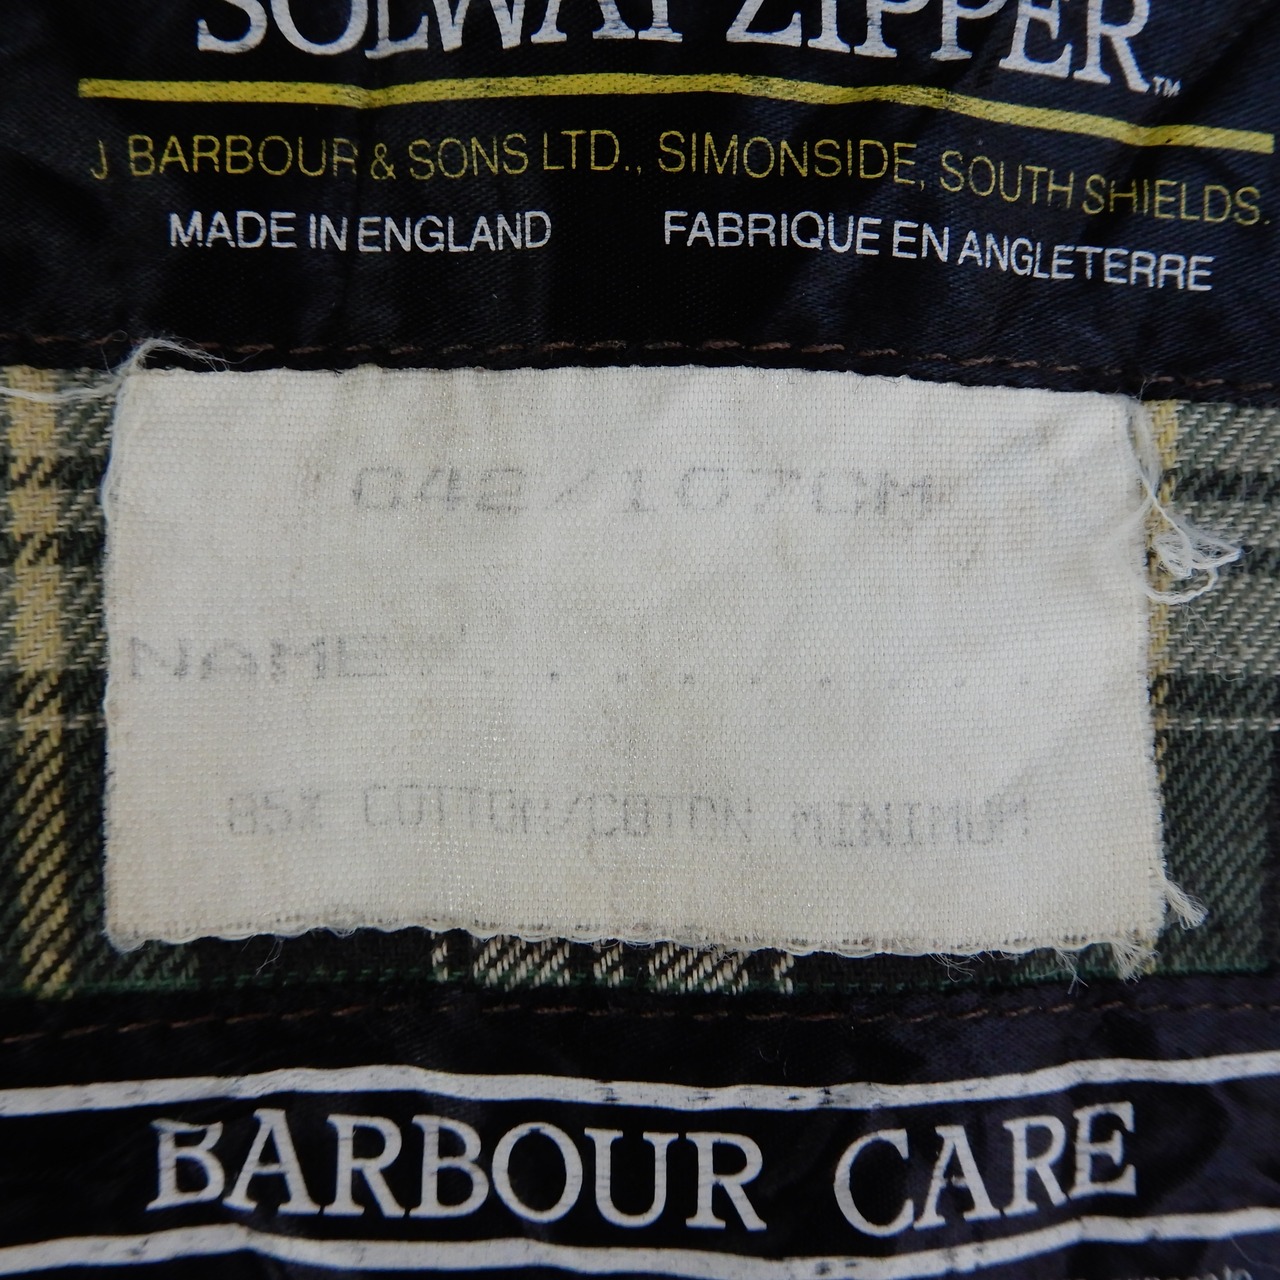 SOLWAY ZIPPER™
J BARBOUR & SONS LTD., SIMONSIDE, SOUTH SHIELDS.
MADE IN ENGLAND FABRIQUE EN ANGLETERRE
C42/107CM
NAME:.........
85% COTTON/COTON MINIMUM
BARBOUR CARE